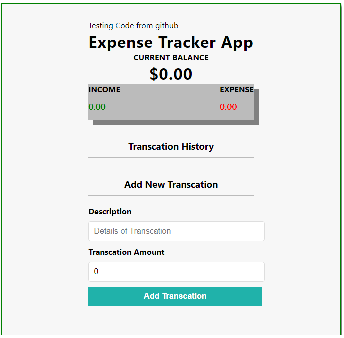 Testing Code from github
Expense Tracker App
CURRENT BALANCE
$0.00
INCOME EXPENSE
0.00 0.00
Transcation History
Add New Transcation
Description
Details of Transcation
Transcation Amount
0
Add Transcation